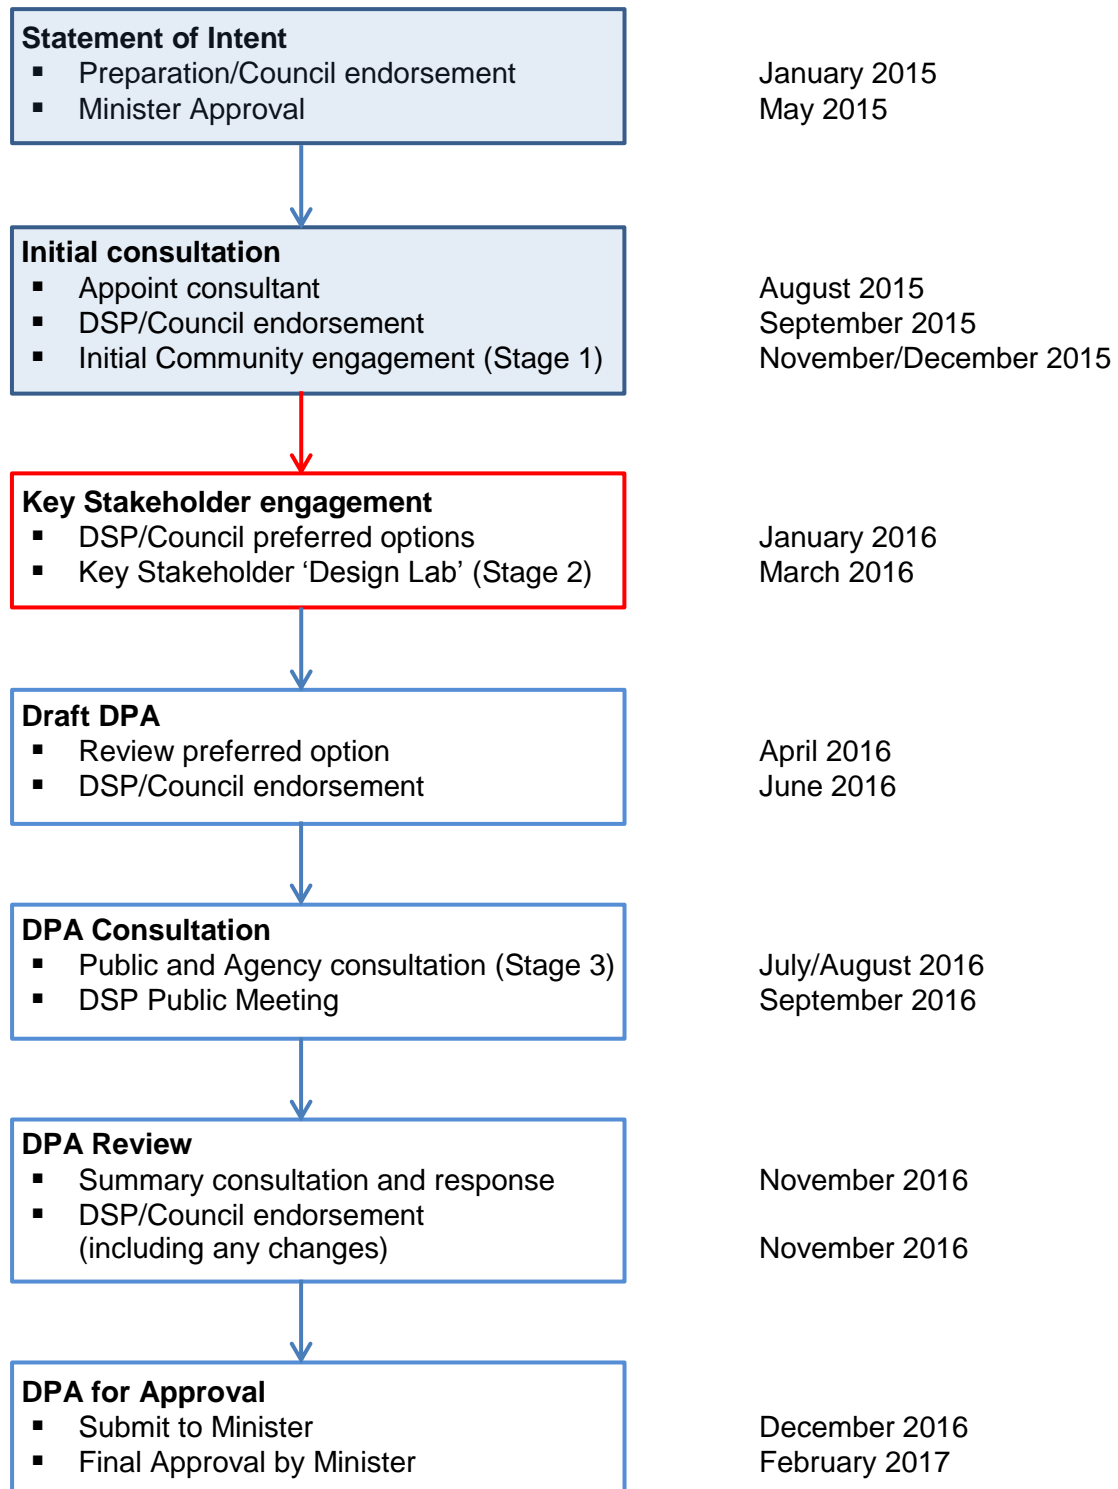 Statement of Intent
▪ Preparation/Council endorsement January 2015
▪ Minister Approval May 2015
Initial consultation
▪ Appoint consultant August 2015
▪ DSP/Council endorsement September 2015
▪ Initial Community engagement (Stage 1) November/December 2015
Key Stakeholder engagement
▪ DSP/Council preferred options January 2016
▪ Key Stakeholder ‘Design Lab’ (Stage 2) March 2016
Draft DPA
▪ Review preferred option April 2016
▪ DSP/Council endorsement June 2016
DPA Consultation
▪ Public and Agency consultation (Stage 3) July/August 2016
▪ DSP Public Meeting September 2016
DPA Review
▪ Summary consultation and response November 2016
▪ DSP/Council endorsement
(including any changes) November 2016
DPA for Approval
▪ Submit to Minister December 2016
▪ Final Approval by Minister February 2017